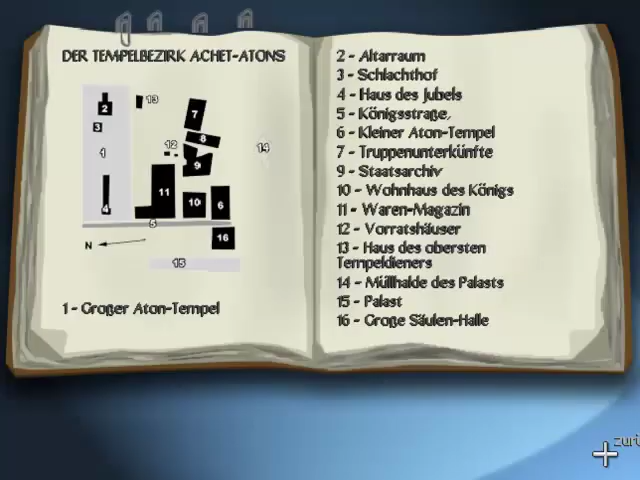 DER TEMPELBEZIRK ACHET-ATONS
2
13
3
7
8
12
14
1
9
11
10
6
4
5
16
N
15
1 - Großer Aton-Tempel
2 - Altarraum
3 - Schlachthof
4 - Haus des Jubels
5 - Königsstraße,
6 - Kleiner Aton-Tempel
7 - Truppenunterkünfte
9 - Staatsarchiv
10 - Wohnhaus des Königs
11 - Waren-Magazin
12 - Vorratshäuser
13 - Haus des obersten
Tempeldieners
14 - Müllhalde des Palasts
15 - Palast
16 - Große Säulen-Halle